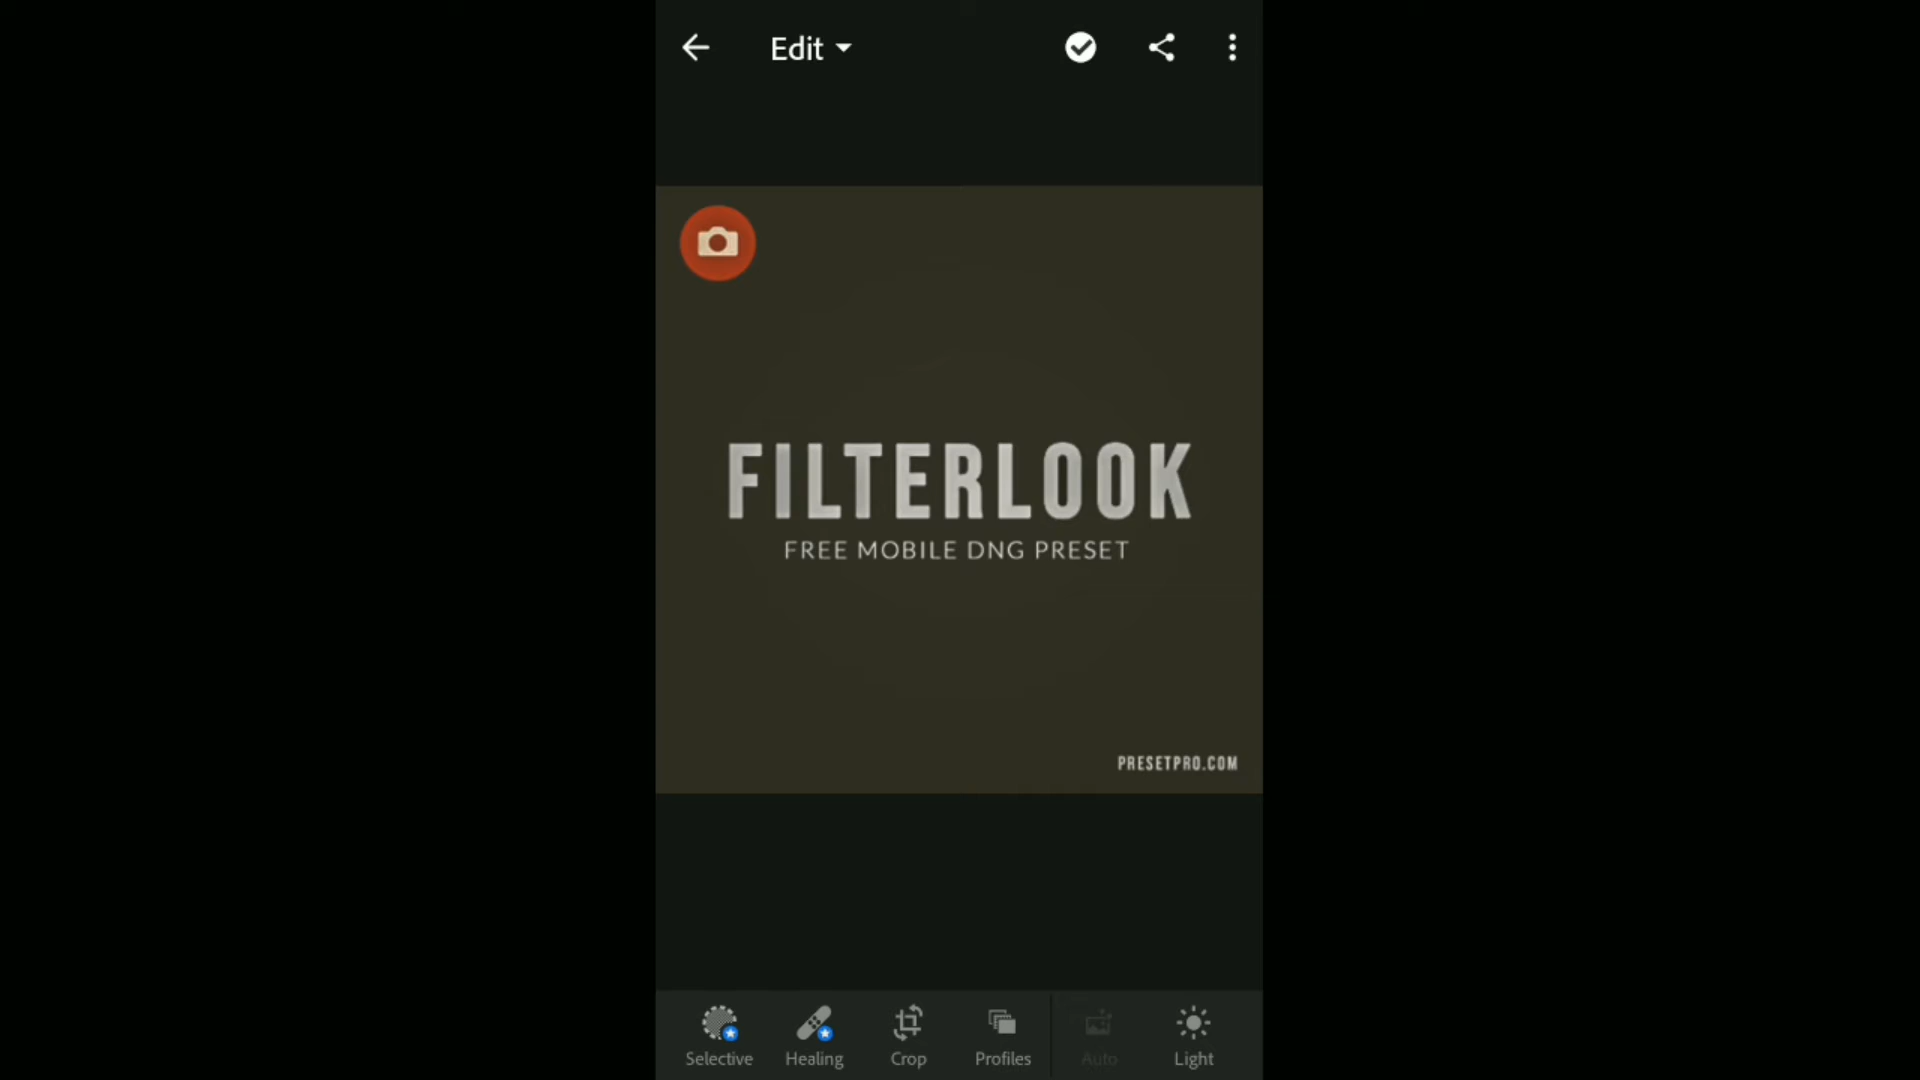 Edit
FILTERLOOK
FREE MOBILE DNG PRESET
PRESETPRO.COM
Selective Healing Crop Profiles Auto Light